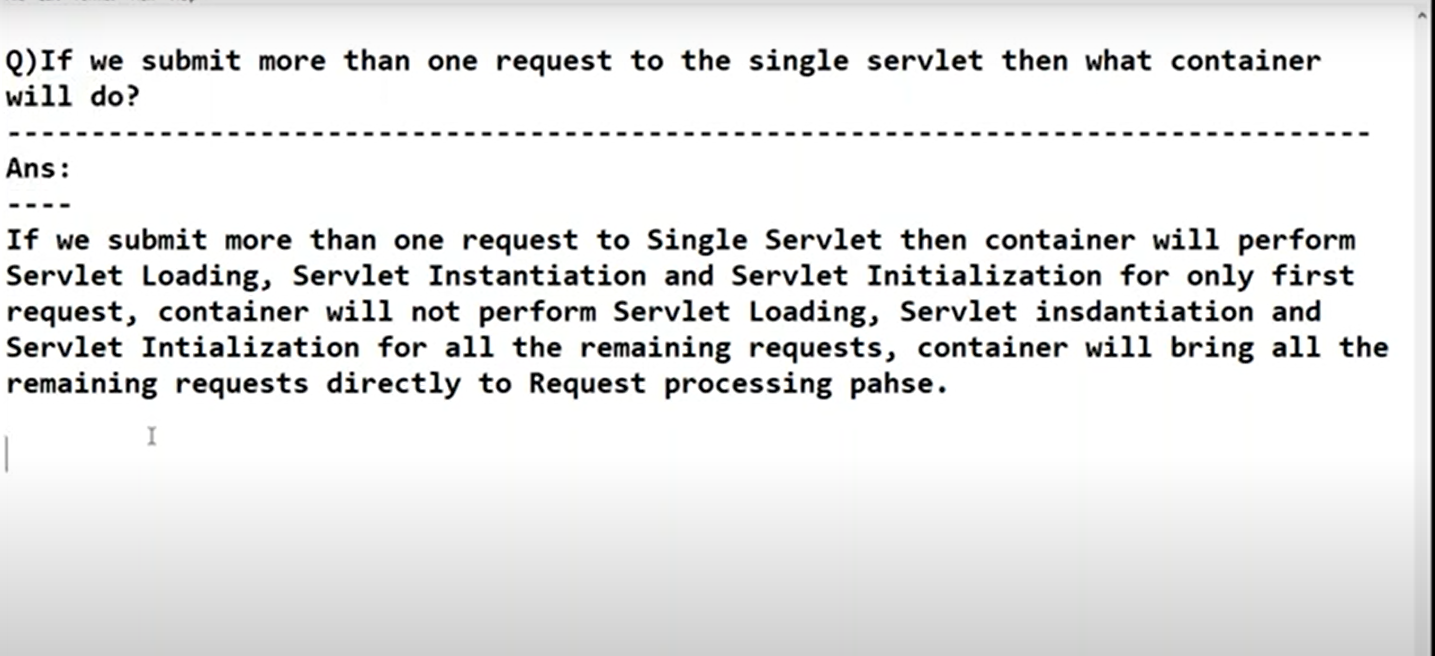 Q)If we submit more than one request to the single servlet then what container
will do?
---------------------------------------------------------------------------------
Ans:
----
If we submit more than one request to Single Servlet then container will perform
Servlet Loading, Servlet Instantiation and Servlet Initialization for only first
request, container will not perform Servlet Loading, Servlet insdantiation and
Servlet Intialization for all the remaining requests, container will bring all the
remaining requests directly to Request processing pahse.